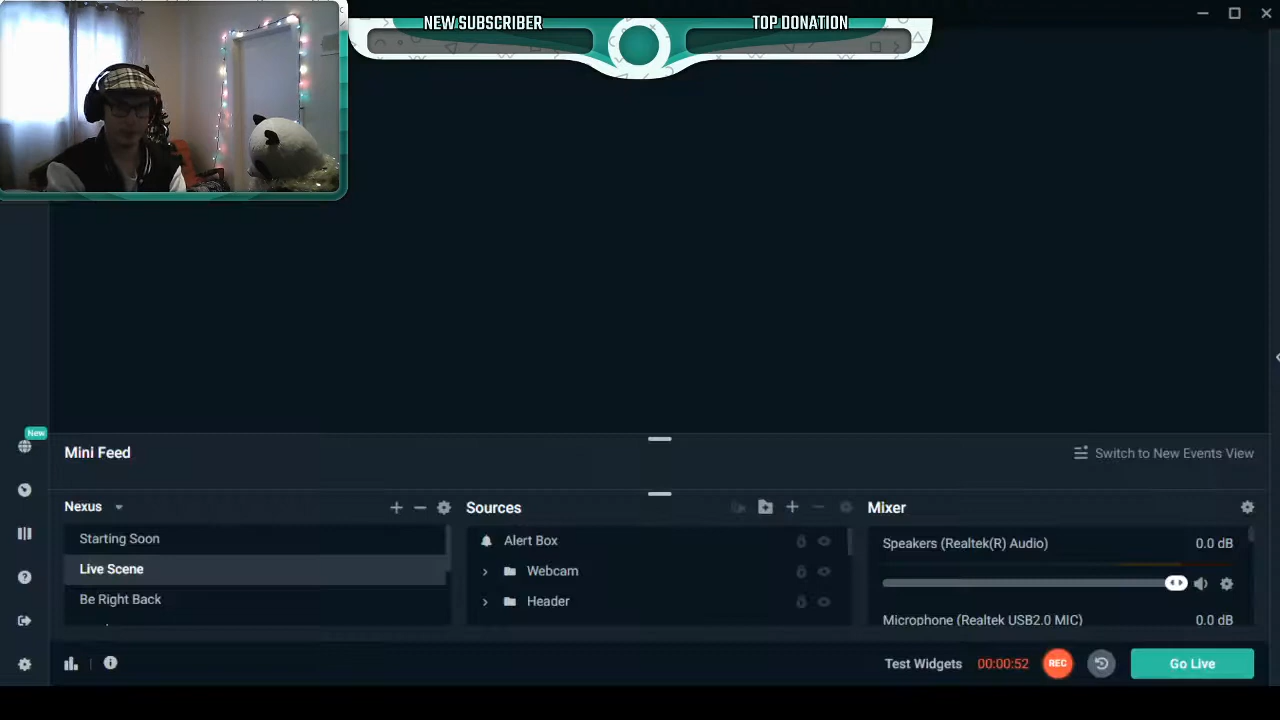 NEW SUBSCRIBER
TOP DONATION
New
Mini Feed
Switch to New Events View
Nexus
Sources
Mixer
Starting Soon
Live Scene
Be Right Back
Alert Box
Webcam
Header
Speakers (Realtek(R) Audio)
0.0 dB
Microphone (Realtek USB2.0 MIC)
0.0 dB
Test Widgets
00:00:52
REC
Go Live